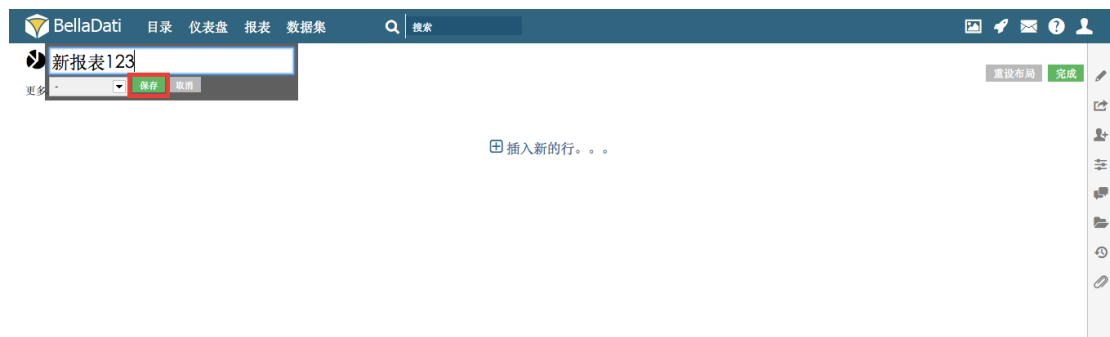 BellaDati 目录 仪表盘 报表 数据集 搜索
新报表123
重设布局 完成
更多 - 保存 取消
插入新的行。。。